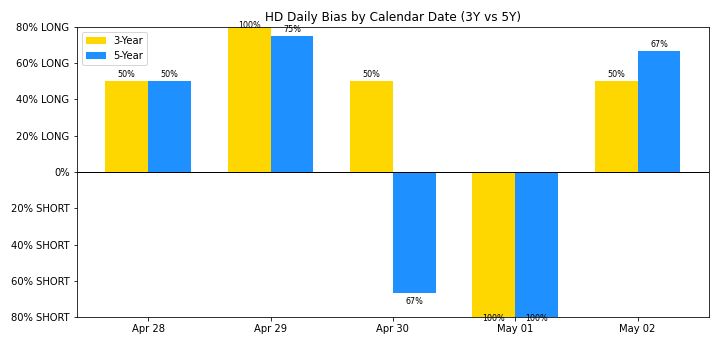 HD Daily Bias by Calendar Date (3Y vs 5Y)
80% LONG
60% LONG
40% LONG
20% LONG
0%
20% SHORT
40% SHORT
60% SHORT
80% SHORT
3-Year
5-Year
50%
50%
100%
75%
50%
67%
100%
100%
50%
67%
Apr 28
Apr 29
Apr 30
May 01
May 02